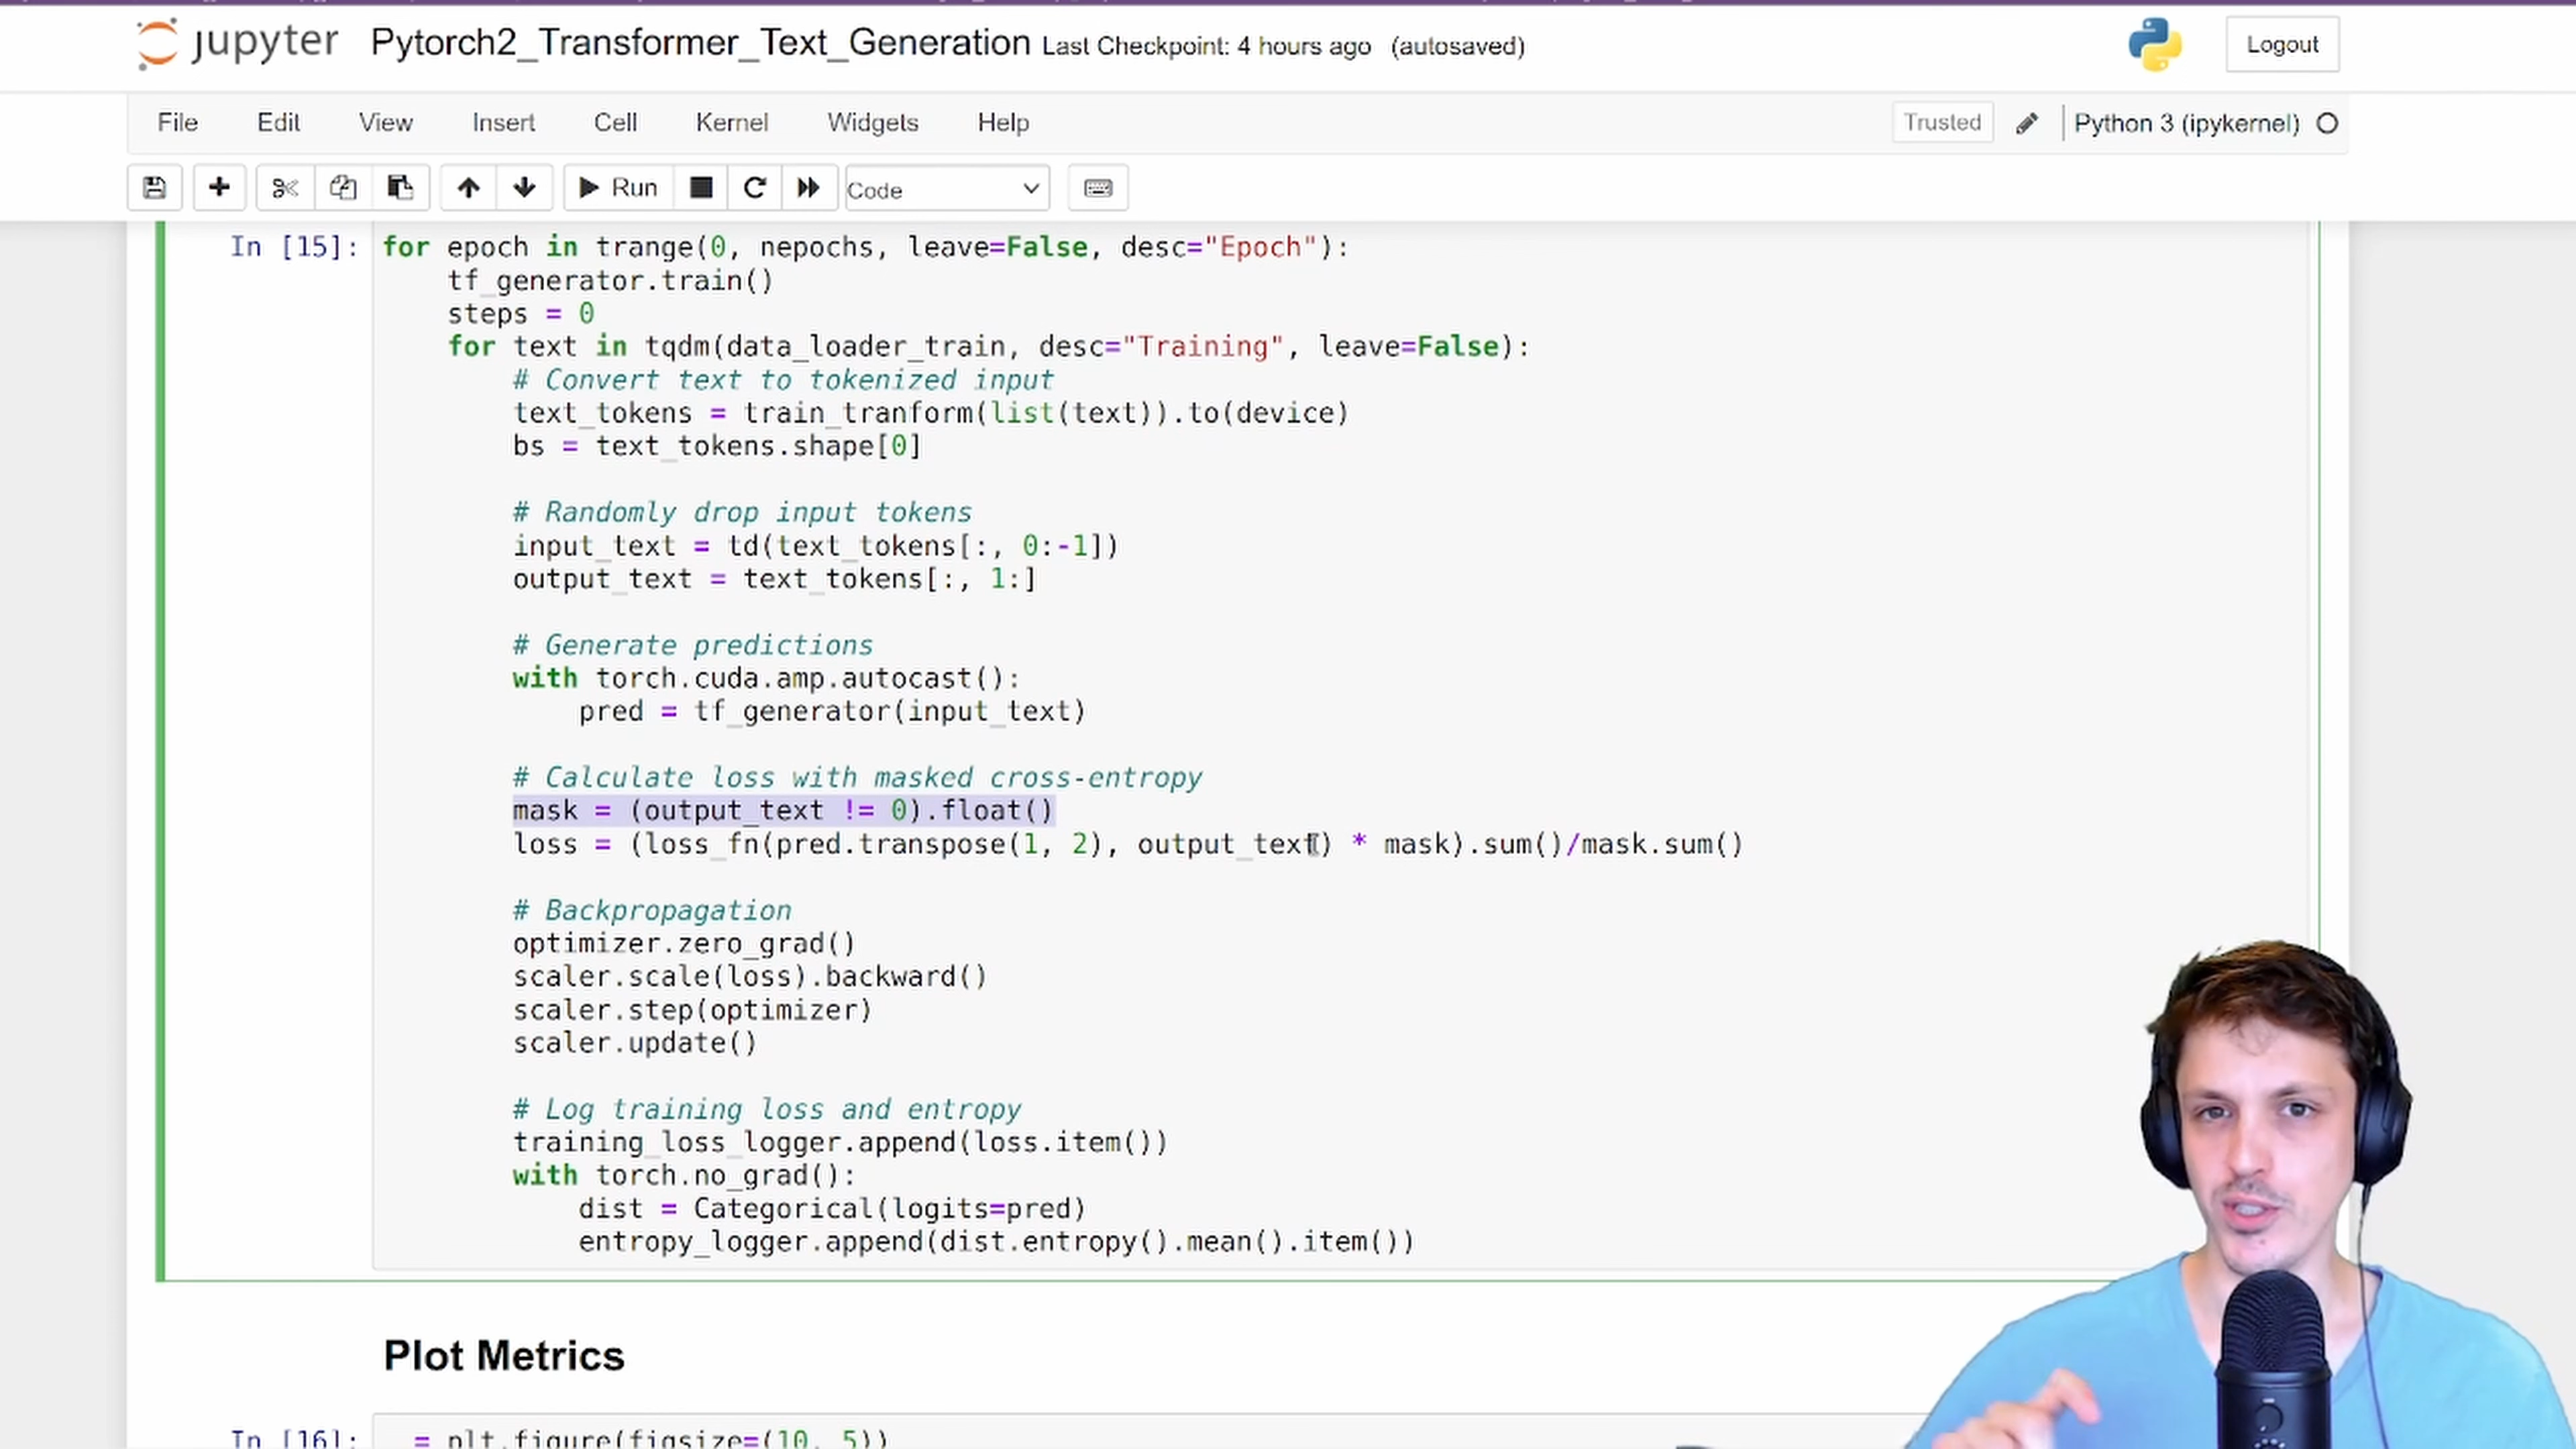 jupyter Pytorch2_Transformer_Text_Generation Last Checkpoint: 4 hours ago (autosaved) Logout
File Edit View Insert Cell Kernel Widgets Help Trusted Python 3 (ipykernel)
Run Code
In [15]: for epoch in trange(0, nepochs, leave=False, desc="Epoch"):
    tf_generator.train()
    steps = 0
    for text in tqdm(data_loader_train, desc="Training", leave=False):
        # Convert text to tokenized input
        text_tokens = train_tranform(list(text)).to(device)
        bs = text_tokens.shape[0]

        # Randomly drop input tokens
        input_text = td(text_tokens[:, 0:-1])
        output_text = text_tokens[:, 1:]

        # Generate predictions
        with torch.cuda.amp.autocast():
            pred = tf_generator(input_text)

        # Calculate loss with masked cross-entropy
        mask = (output_text != 0).float()
        loss = (loss_fn(pred.transpose(1, 2), output_text) * mask).sum()/mask.sum()

        # Backpropagation
        optimizer.zero_grad()
        scaler.scale(loss).backward()
        scaler.step(optimizer)
        scaler.update()

        # Log training loss and entropy
        training_loss_logger.append(loss.item())
        with torch.no_grad():
            dist = Categorical(logits=pred)
            entropy_logger.append(dist.entropy().mean().item())
Plot Metrics
In [16]: _ = plt.figure(figsize=(10, 5))